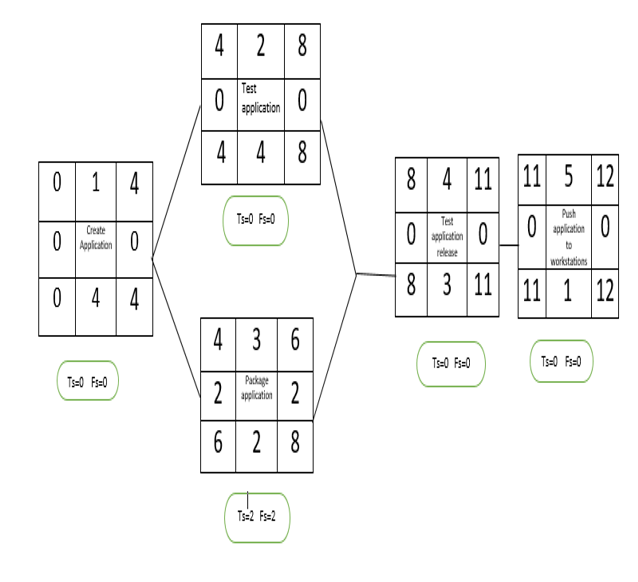 4 2 8
0 Test application 0
4 4 8
Ts=0 Fs=0
0 1 4
0 Create Application 0
0 4 4
Ts=0 Fs=0
4 3 6
2 Package application 2
6 2 8
Ts=2 Fs=2
8 4 11
0 Test application release 0
8 3 11
Ts=0 Fs=0
11 5 12
0 Push application to workstations 0
11 1 12
Ts=0 Fs=0